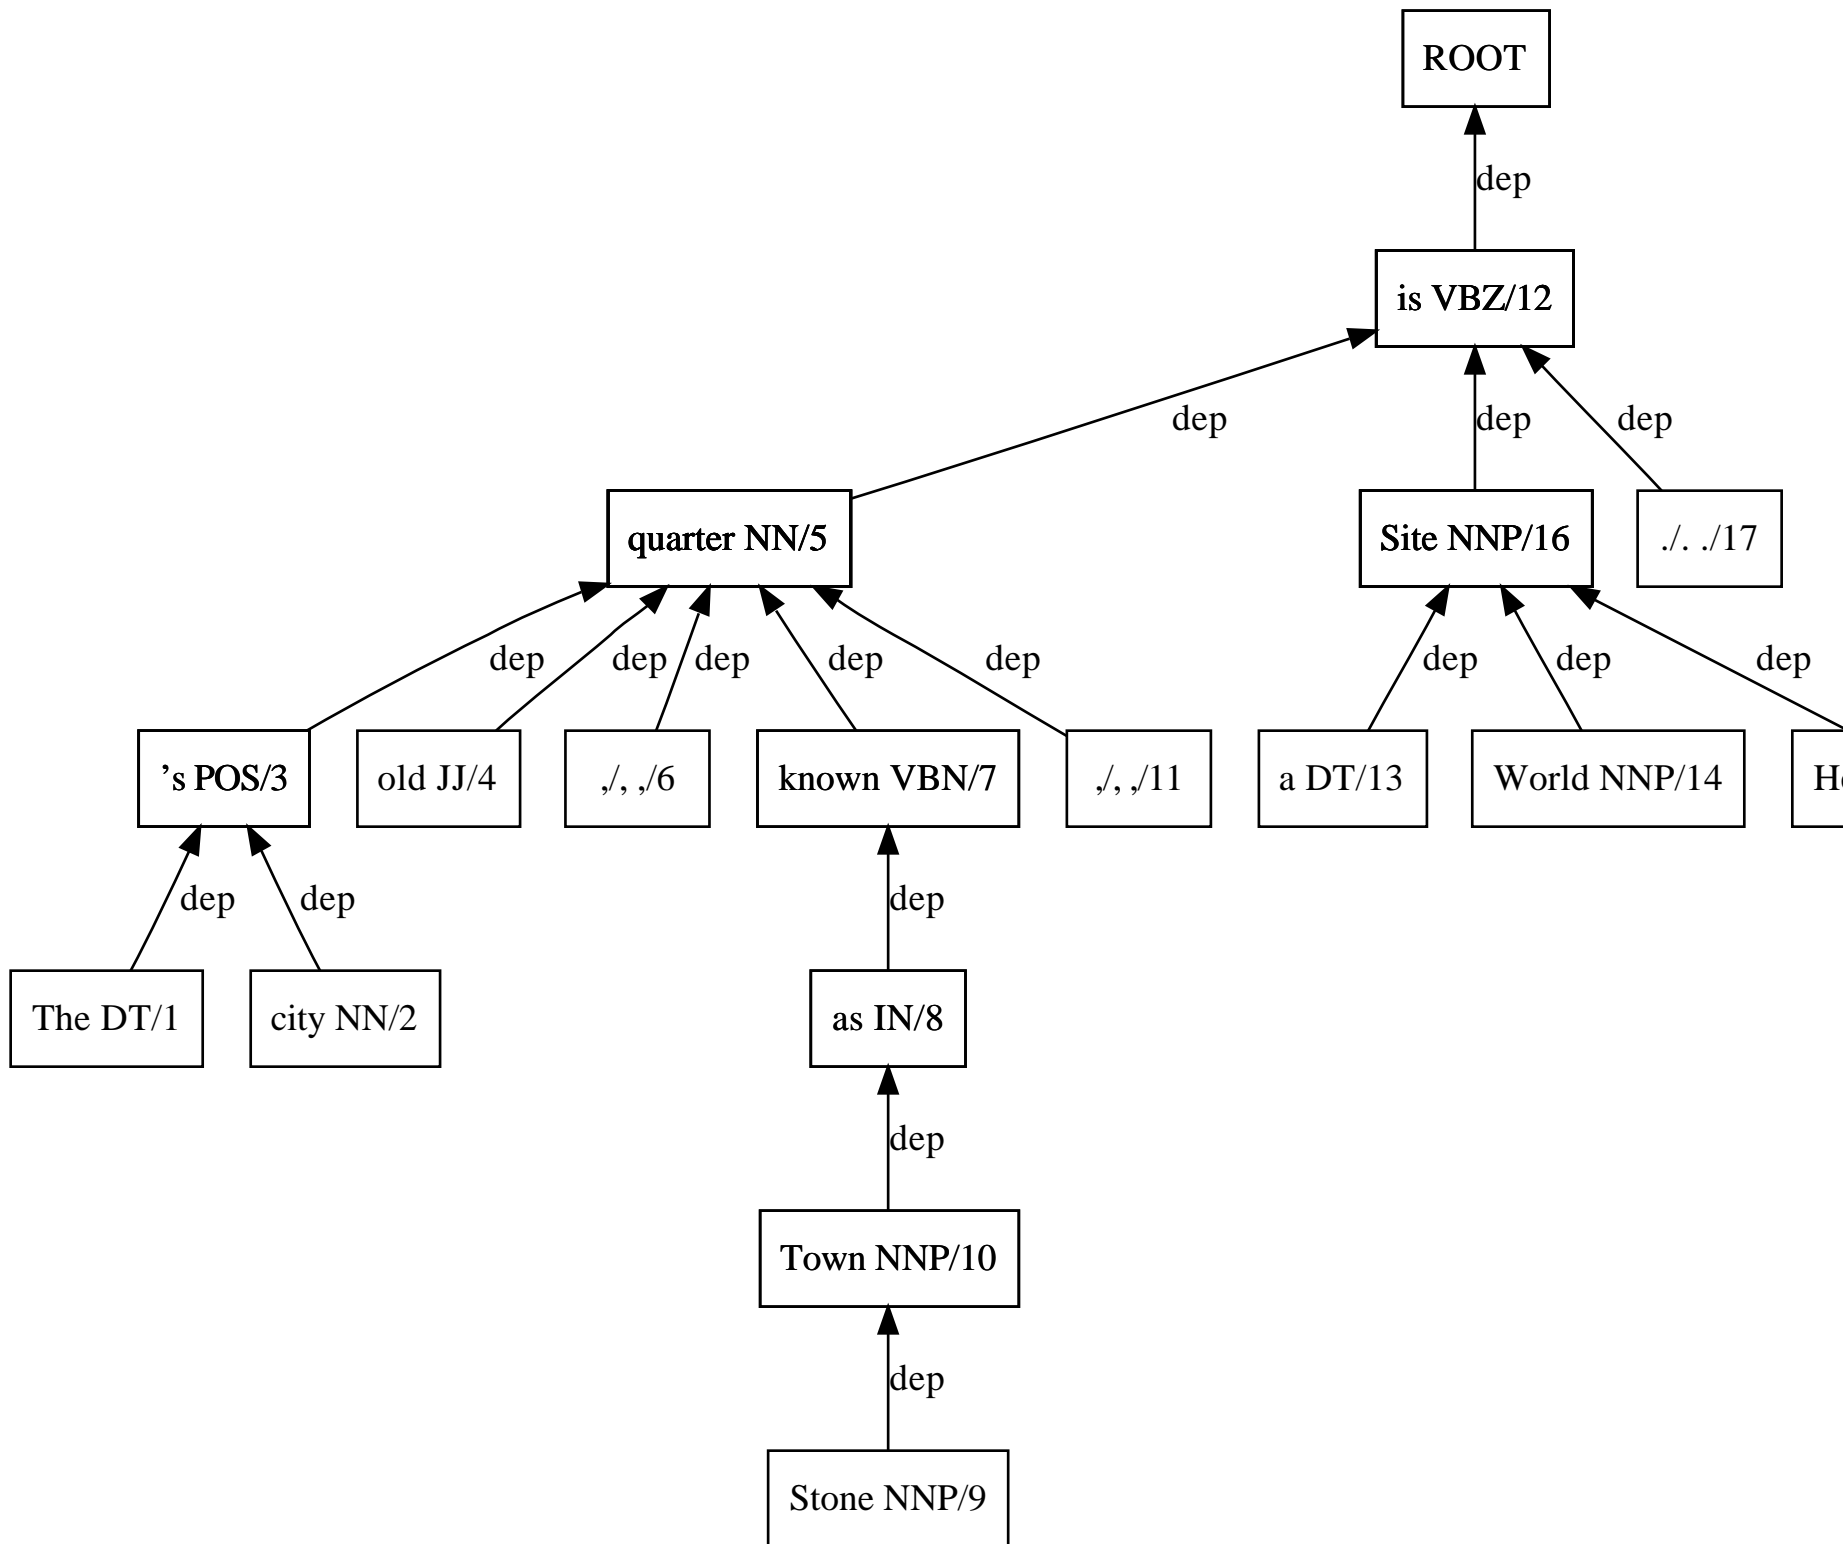 ROOT
dep
is VBZ/12
dep dep dep
quarter NN/5 Site NNP/16 ./. ./17
dep dep dep dep dep dep dep dep
’s POS/3 old JJ/4 ,/, ,/6 known VBN/7 ,/, ,/11 a DT/13 World NNP/14
dep dep dep
The DT/1 city NN/2 as IN/8
dep
Town NNP/10
dep
Stone NNP/9